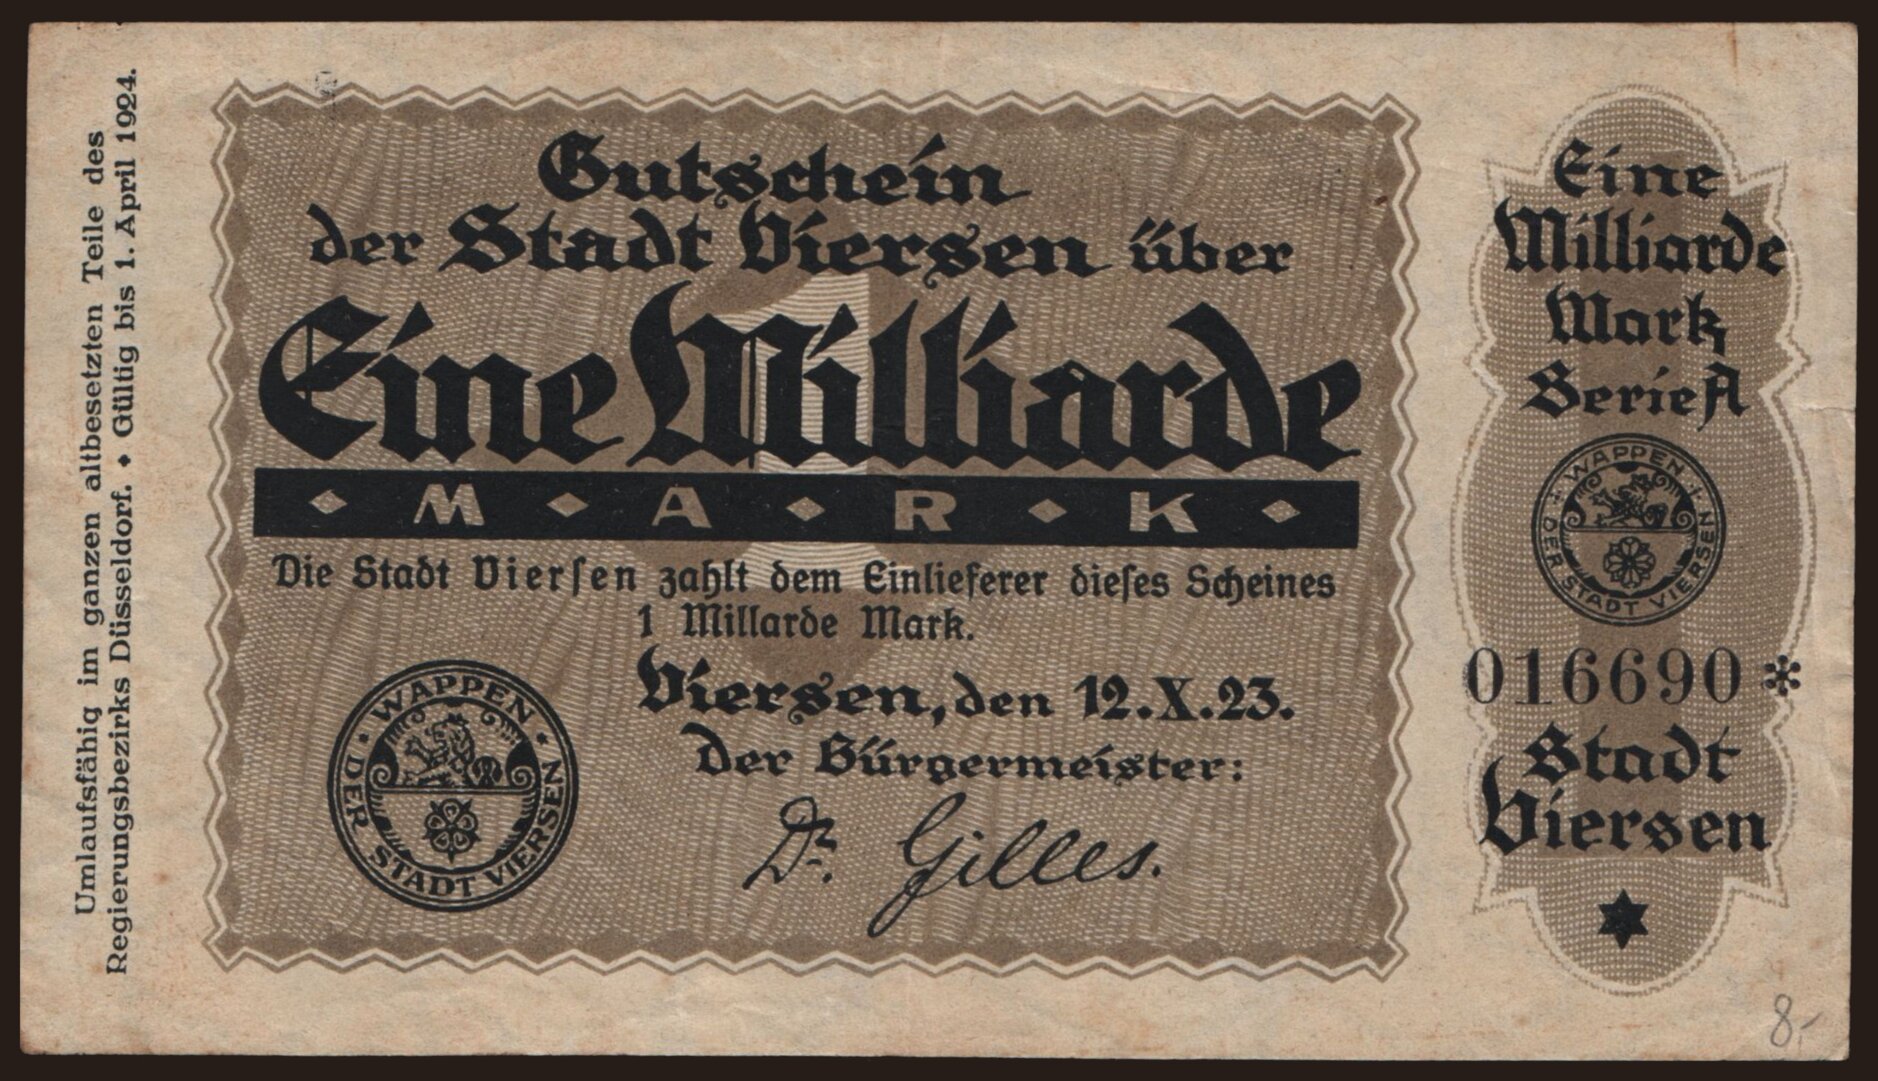 Umlaufsfähig im ganzen altbesetzten Teile des
Regierungsbezirks Düsseldorf. ♦ Gültig bis 1. April 1924.
Gutschein
der Stadt Viersen über
Eine Milliarde
MARK
Die Stadt Vierſen zahlt dem Einlieferer dieſes Scheines
1 Millarde Mark.
Viersen, den 12.X.23.
Der Bürgermeister:
Dr. Gilles.
WAPPEN DER STADT VIERSEN
Eine
Milliarde
Mark
Serie A
WAPPEN DER STADT VIERSEN
016690 *
Stadt
Viersen
8,-